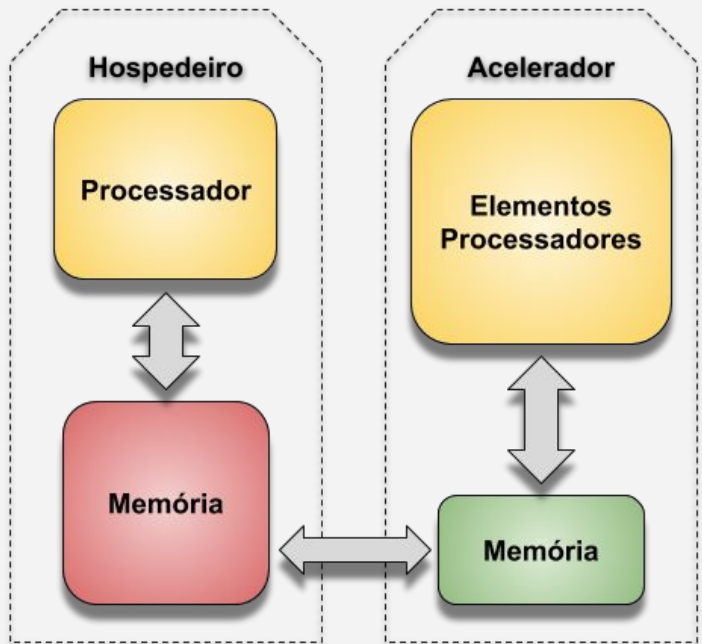 Hospedeiro
Processador
Memória
Acelerador
Elementos
Processadores
Memória